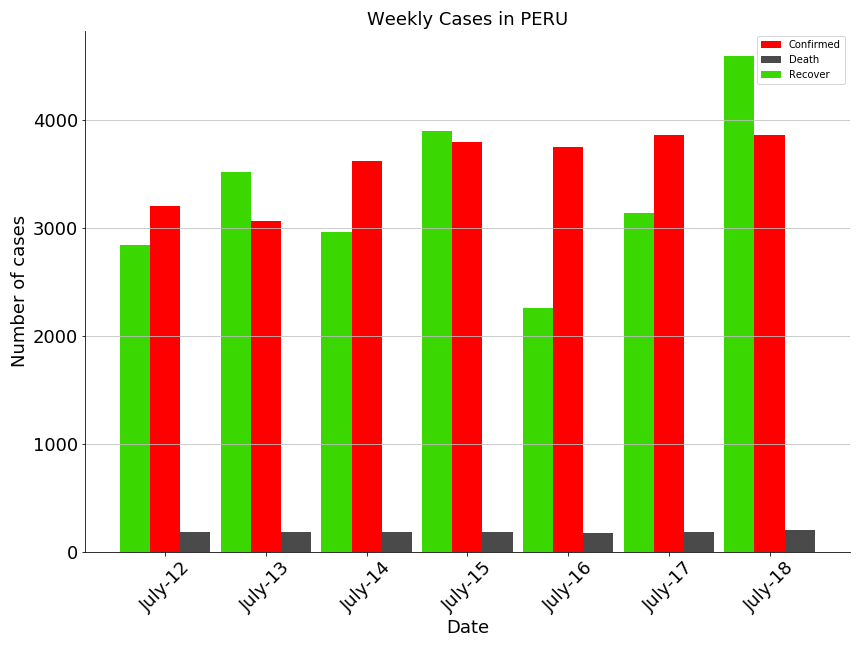 Weekly Cases in PERU
Confirmed
Death
Recover
Number of cases
4000
3000
2000
1000
0
July-12
July-13
July-14
July-15
July-16
July-17
July-18
Date